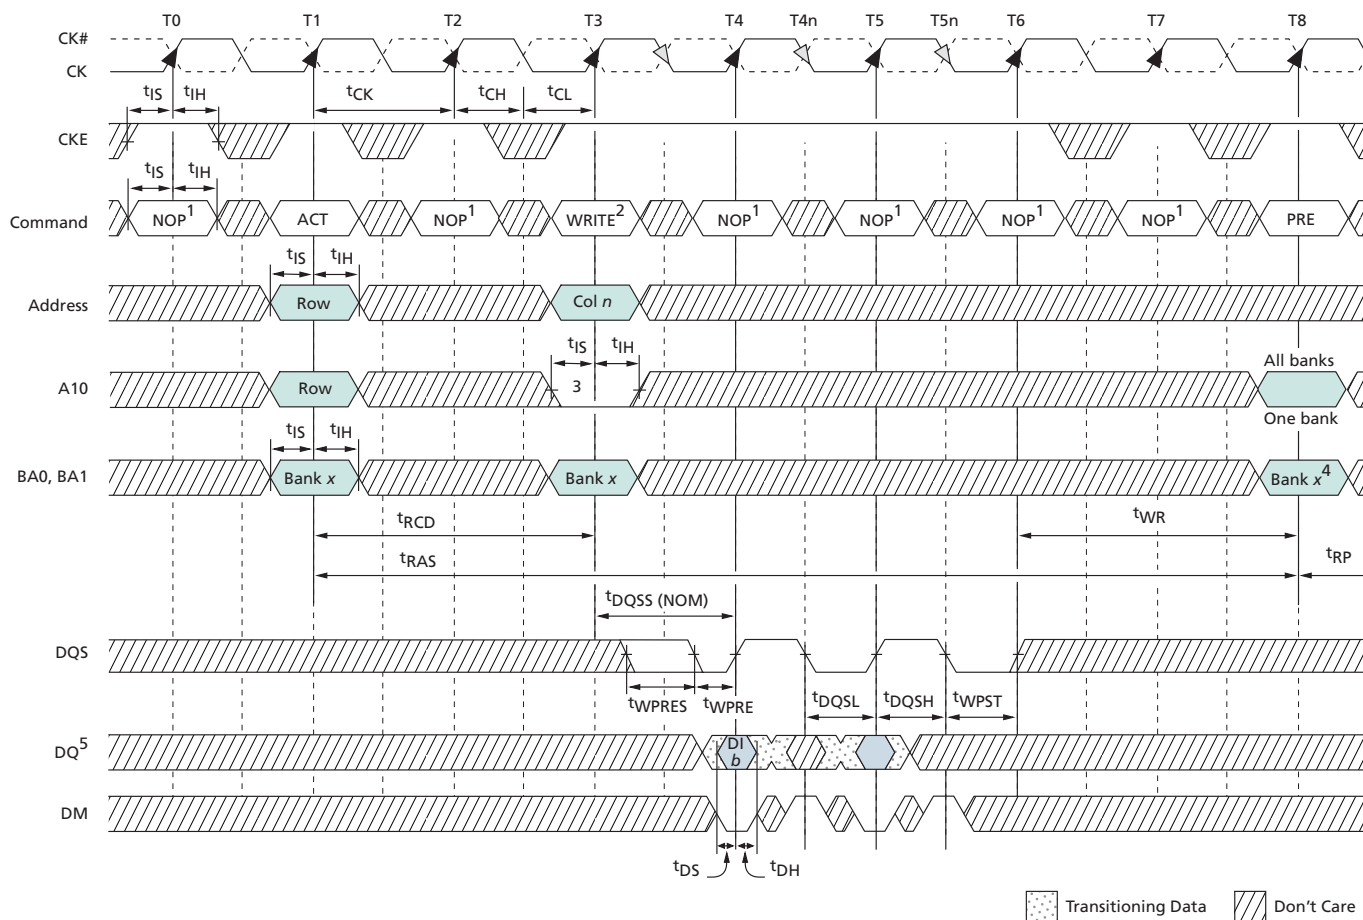 T0 T1 T2 T3 T4 T4n T5 T5n T6 T7 T8
CK#
CK
tIS tIH tCK tCH tCL
CKE
tIS tIH
Command NOP1 ACT NOP1 WRITE2 NOP1 NOP1 NOP1 NOP1 PRE
tIS tIH
Address Row Col n
tIS tIH
All banks
A10 Row 3
One bank
tIS tIH
BA0, BA1 Bank x Bank x Bank x4
tRCD tWR
tRAS tRP
tDQSS (NOM)
DQS
tWPRES tWPRE tDQSL tDQSH tWPST
DQ5 DI
b
DM
tDS tDH
Transitioning Data Don't Care